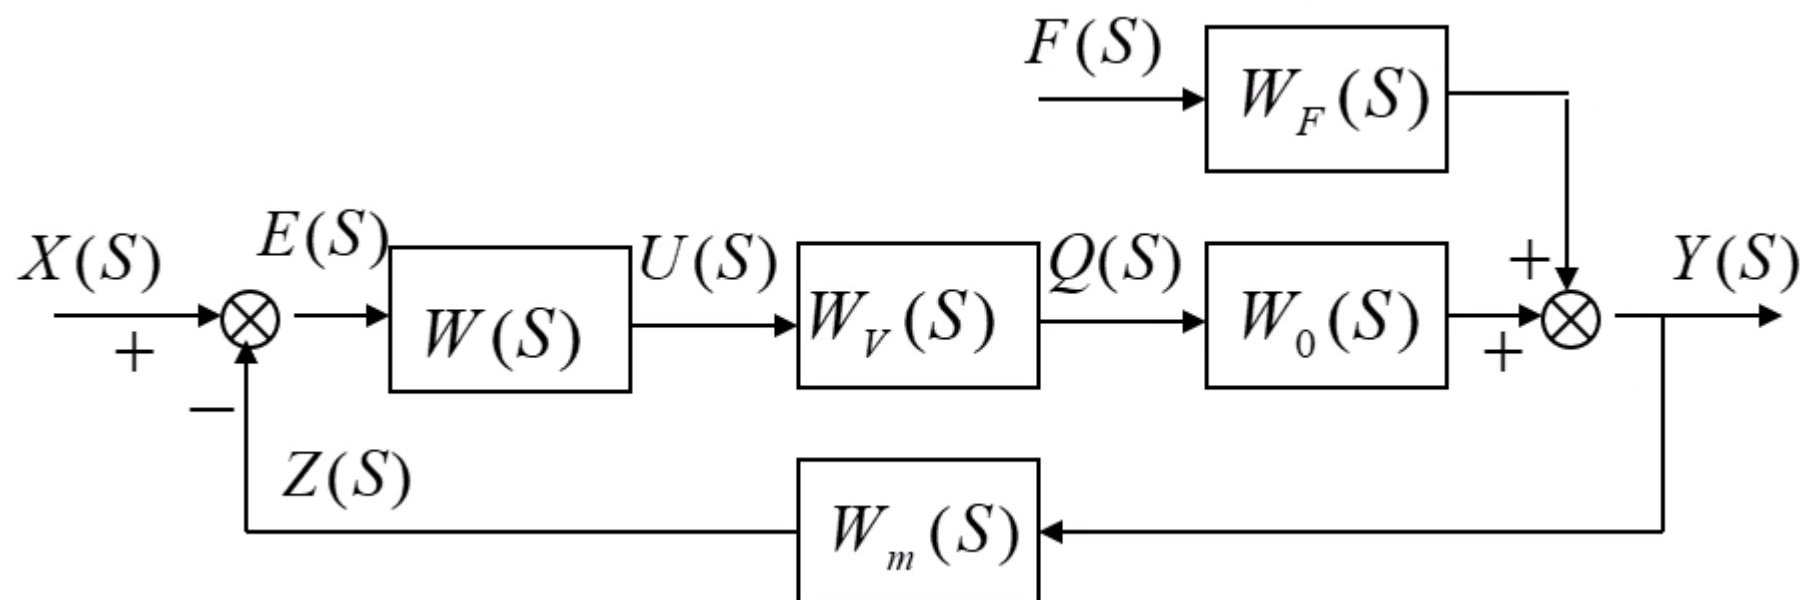 F(S)
W_F(S)
X(S)
E(S)
U(S)
Q(S)
Y(S)
+
W(S)
W_V(S)
W_0(S)
+
+
−
Z(S)
W_m(S)